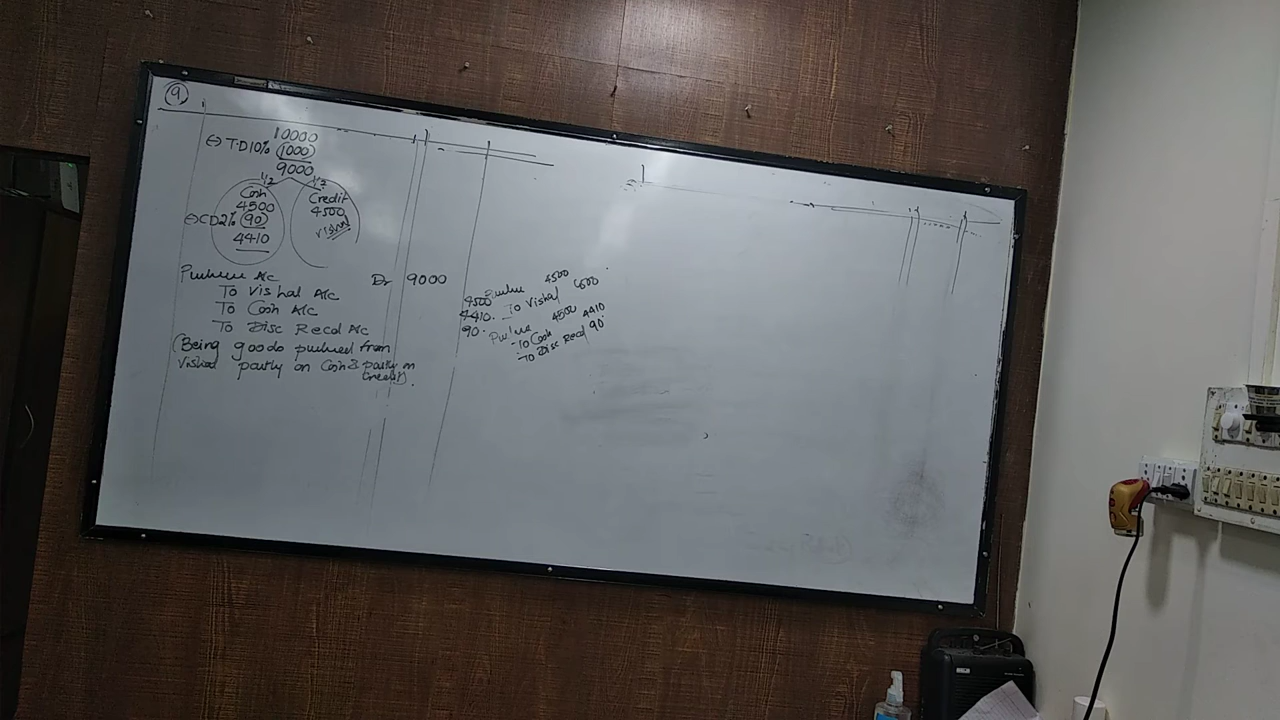 9
10000
(-) T.D 10% (1000)
9000
1/2 1/2
Cash Credit
4500 4500
(-) CD 2% (90) Vishal
4410
Purchase A/c Dr 9000
To Vishal A/c 4500
To Cash A/c 4410
To Disc Recd A/c 90
(Being goods purchased from
Vishal partly on Cash & partly on
Credit).
Purchase 4500
To Vishal 4500
Purchase 4500
To Cash 4410
To Disc Recd 90